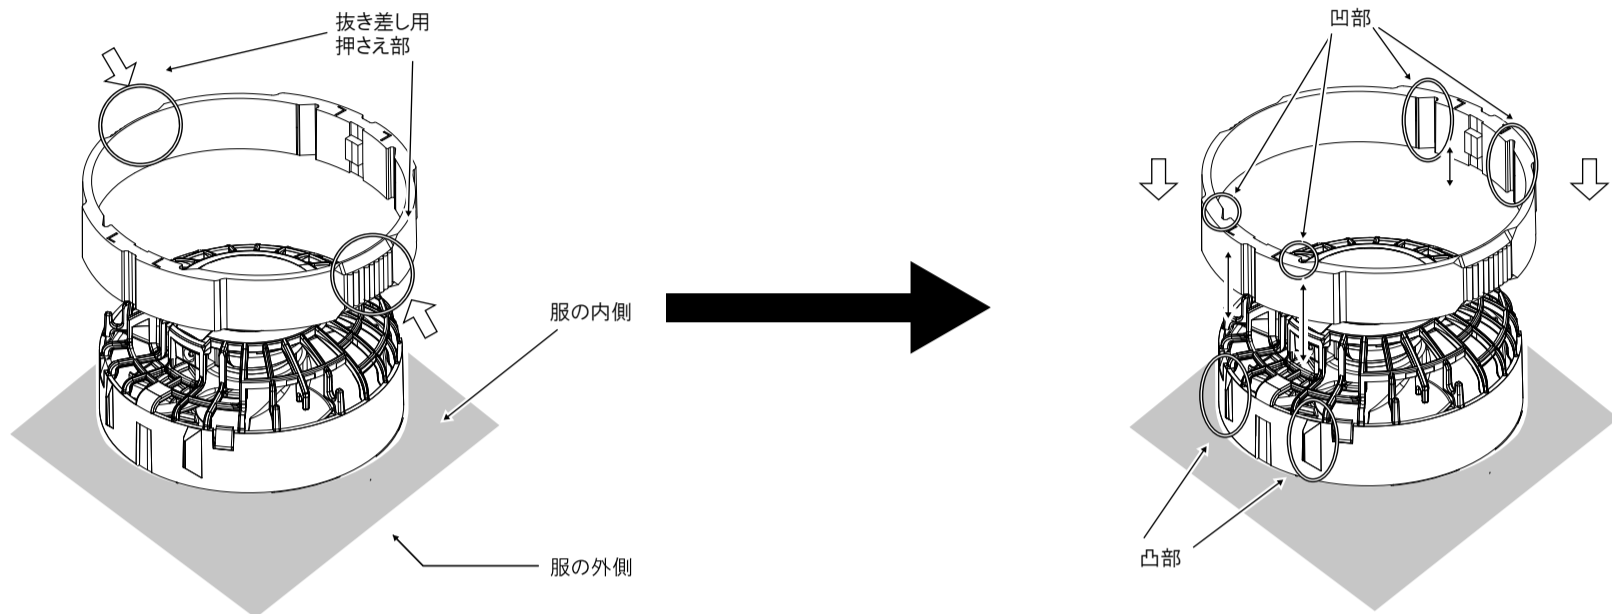 抜き差し用
押さえ部
服の内側
服の外側
凹部
凸部